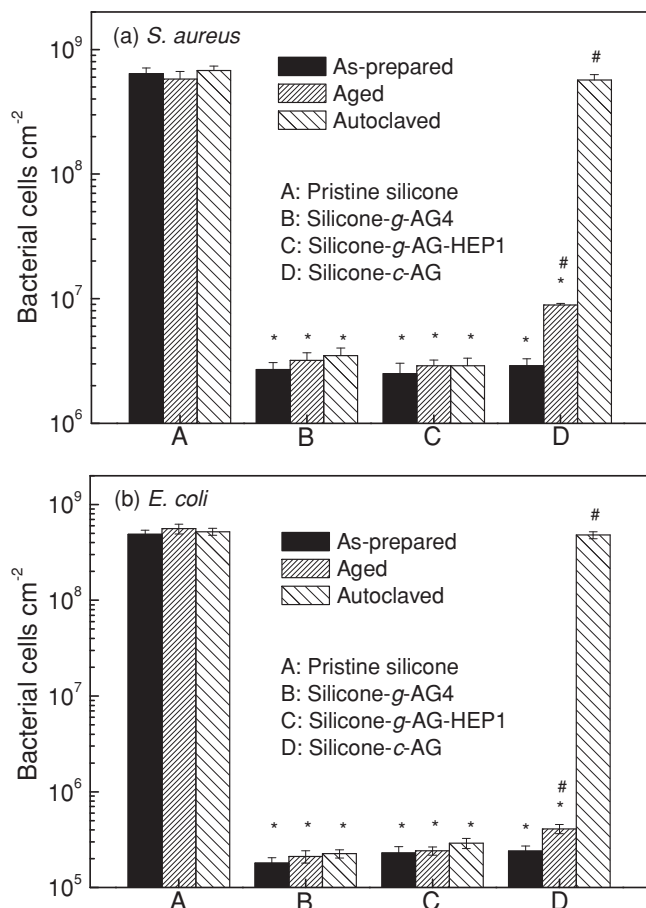 (a) S. aureus
As-prepared
Aged
Autoclaved
A: Pristine silicone
B: Silicone-g-AG4
C: Silicone-g-AG-HEP1
D: Silicone-c-AG
Bacterial cells cm⁻²
10⁹
10⁸
10⁷
10⁶
* * * * * * * # * #
A B C D
(b) E. coli
As-prepared
Aged
Autoclaved
A: Pristine silicone
B: Silicone-g-AG4
C: Silicone-g-AG-HEP1
D: Silicone-c-AG
Bacterial cells cm⁻²
10⁹
10⁸
10⁷
10⁶
10⁵
* * * * * * * # * #
A B C D